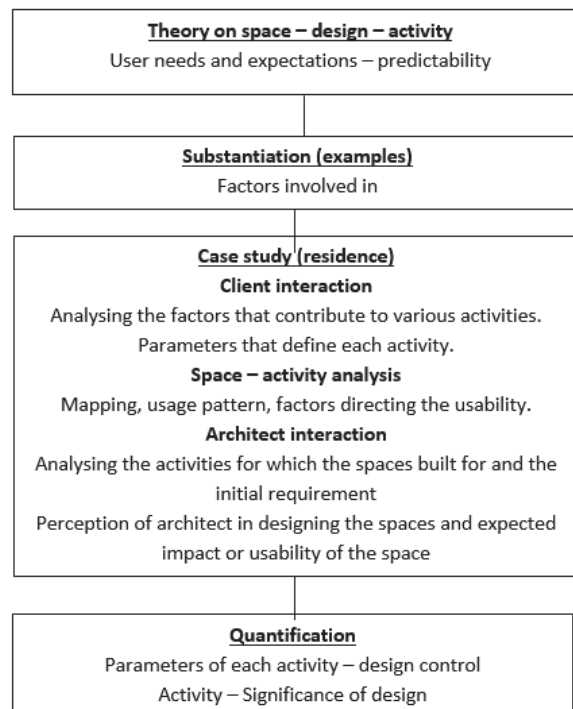 Theory on space – design – activity
User needs and expectations – predictability
Substantiation (examples)
Factors involved in
Case study (residence)
Client interaction
Analysing the factors that contribute to various activities.
Parameters that define each activity.
Space – activity analysis
Mapping, usage pattern, factors directing the usability.
Architect interaction
Analysing the activities for which the spaces built for and the
initial requirement
Perception of architect in designing the spaces and expected
impact or usability of the space
Quantification
Parameters of each activity – design control
Activity – Significance of design